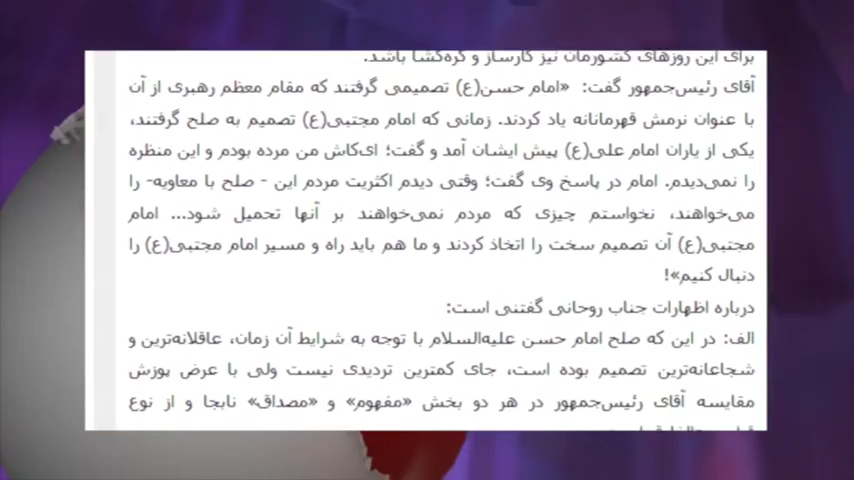 برای این روزهای کشورمان نیز کارساز و گره‌گشا باشد.
آقای رئیس‌جمهور گفت: «امام حسن(ع) تصمیمی گرفتند که مقام معظم رهبری از آن
با عنوان نرمش قهرمانانه یاد کردند. زمانی که امام مجتبی(ع) تصمیم به صلح گرفتند،
یکی از یاران امام علی(ع) پیش ایشان آمد و گفت؛ ای‌کاش من مرده بودم و این منظره
را نمی‌دیدم. امام در پاسخ وی گفت؛ وقتی دیدم اکثریت مردم این - صلح با معاویه- را
می‌خواهند، نخواستم چیزی که مردم نمی‌خواهند بر آنها تحمیل شود... امام
مجتبی(ع) آن تصمیم سخت را اتخاذ کردند و ما هم باید راه و مسیر امام مجتبی(ع) را
دنبال کنیم»!
درباره اظهارات جناب روحانی گفتنی است:
الف: در این که صلح امام حسن علیه‌السلام با توجه به شرایط آن زمان، عاقلانه‌ترین و
شجاعانه‌ترین تصمیم بوده است، جای کمترین تردیدی نیست ولی با عرض پوزش
مقایسه آقای رئیس‌جمهور در هر دو بخش «مفهوم» و «مصداق» نابجا و از نوع